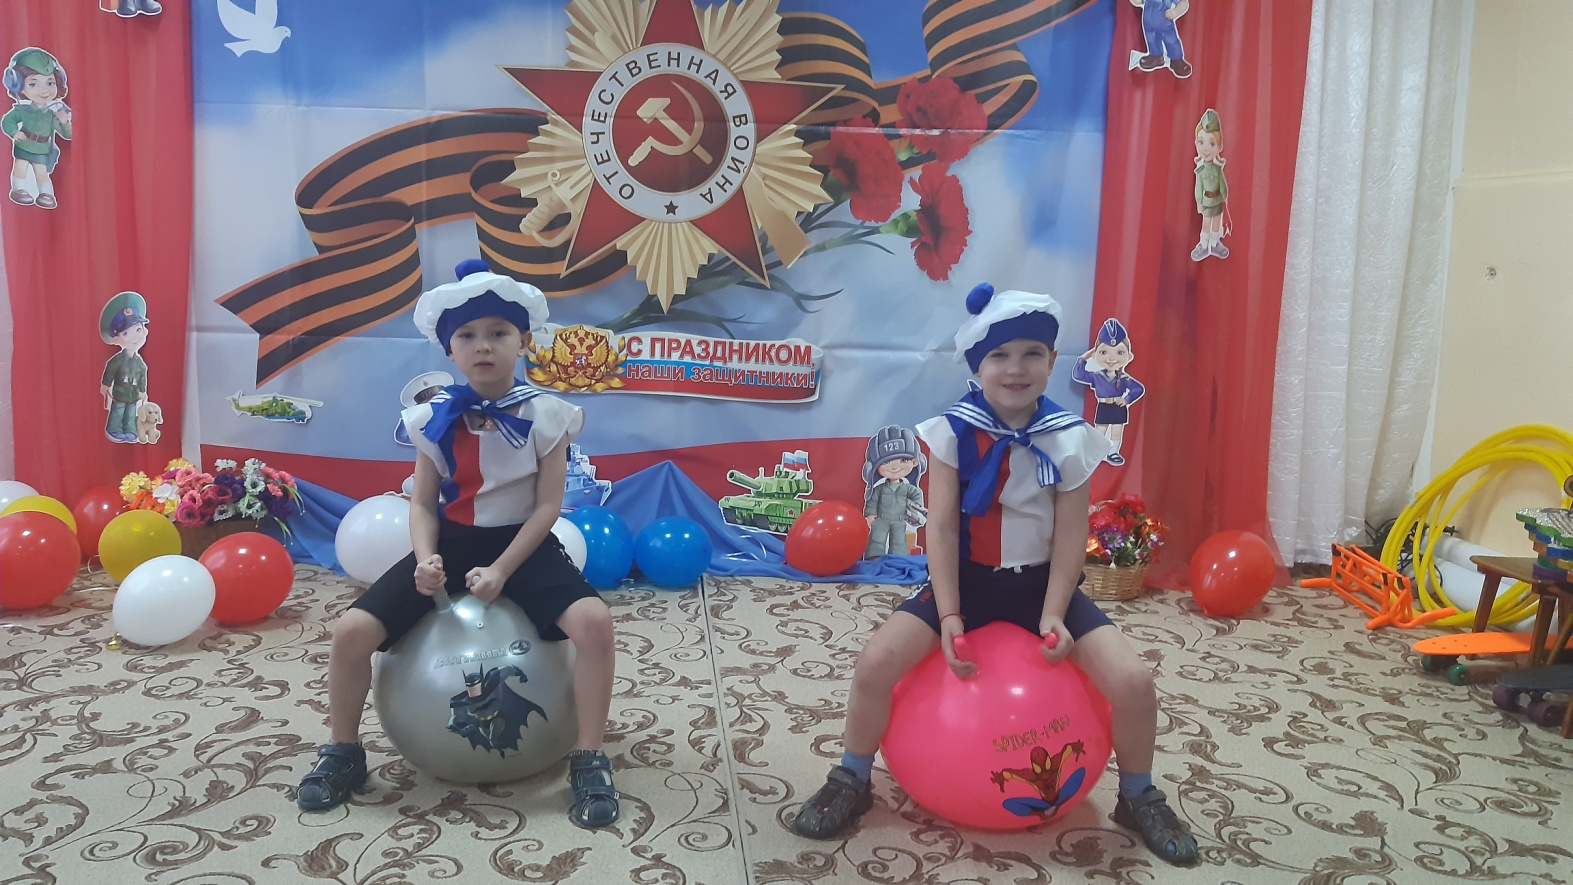 ОТЕЧЕСТВЕННАЯ ВОЙНА
С ПРАЗДНИКОМ,
наши защитники!
123
SPIDER-MAN